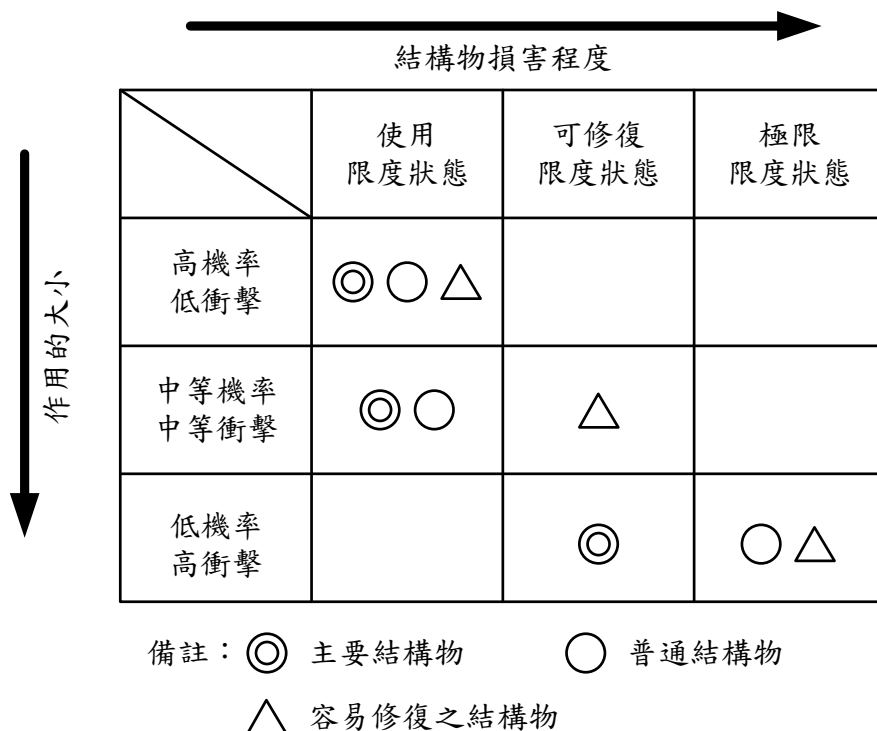 結構物損害程度
使用
限度狀態
可修復
限度狀態
極限
限度狀態
作用的大小
高機率
低衝擊
中等機率
中等衝擊
低機率
高衝擊
備註：
主要結構物
普通結構物
容易修復之結構物